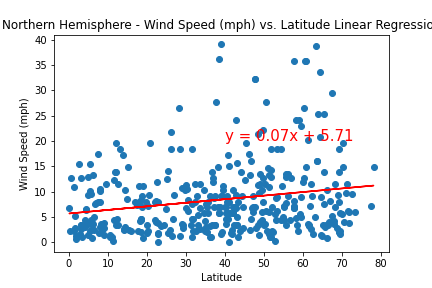 Northern Hemisphere - Wind Speed (mph) vs. Latitude Linear Regressio
40
35
30
25
20
15
10
5
0
Wind Speed (mph)
y = 0.07x + 5.71
0 10 20 30 40 50 60 70 80
Latitude